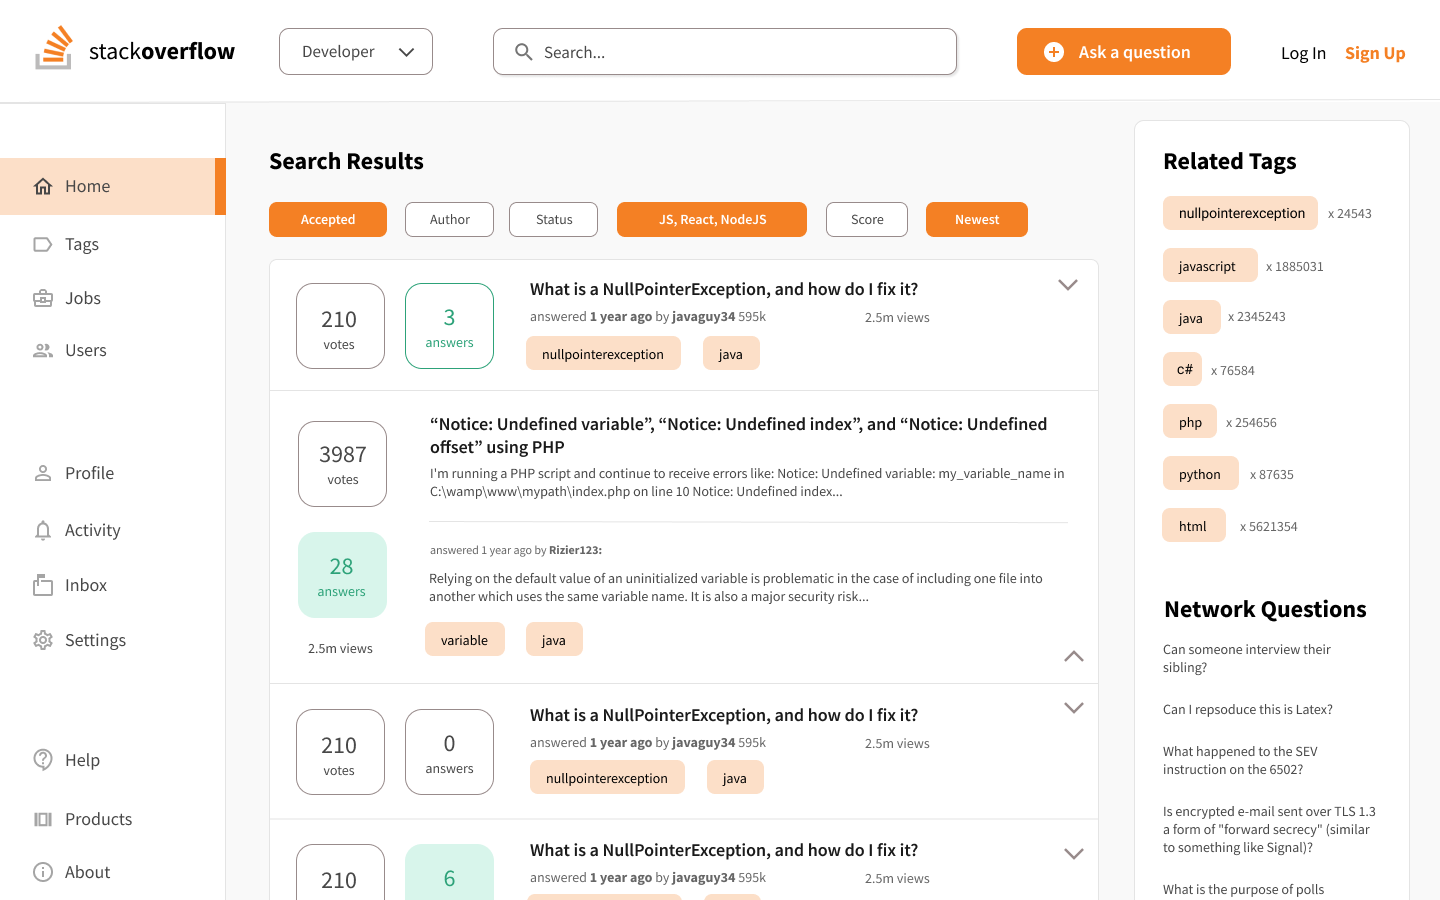 stackoverflow
Developer
Search...
Ask a question
Log In
Sign Up
Home
Tags
Jobs
Users
Profile
Activity
Inbox
Settings
Help
Products
About
Search Results
Accepted
Author
Status
JS, React, NodeJS
Score
Newest
210
votes
3
answers
What is a NullPointerException, and how do I fix it?
answered 1 year ago by javaguy34 595k
2.5m views
nullpointerexception
java
3987
votes
28
answers
2.5m views
“Notice: Undefined variable”, “Notice: Undefined index”, and “Notice: Undefined
offset” using PHP
I'm running a PHP script and continue to receive errors like: Notice: Undefined variable: my_variable_name in
C:\wamp\www\mypath\index.php on line 10 Notice: Undefined index...
answered 1 year ago by Rizier123:
Relying on the default value of an uninitialized variable is problematic in the case of including one file into
another which uses the same variable name. It is also a major security risk...
variable
java
210
votes
0
answers
What is a NullPointerException, and how do I fix it?
answered 1 year ago by javaguy34 595k
2.5m views
nullpointerexception
java
210
6
What is a NullPointerException, and how do I fix it?
answered 1 year ago by javaguy34 595k
2.5m views
Related Tags
nullpointerexception x 24543
javascript x 1885031
java x 2345243
c# x 76584
php x 254656
python x 87635
html x 5621354
Network Questions
Can someone interview their
sibling?
Can I repsoduce this is Latex?
What happened to the SEV
instruction on the 6502?
Is encrypted e-mail sent over TLS 1.3
a form of "forward secrecy" (similar
to something like Signal)?
What is the purpose of polls